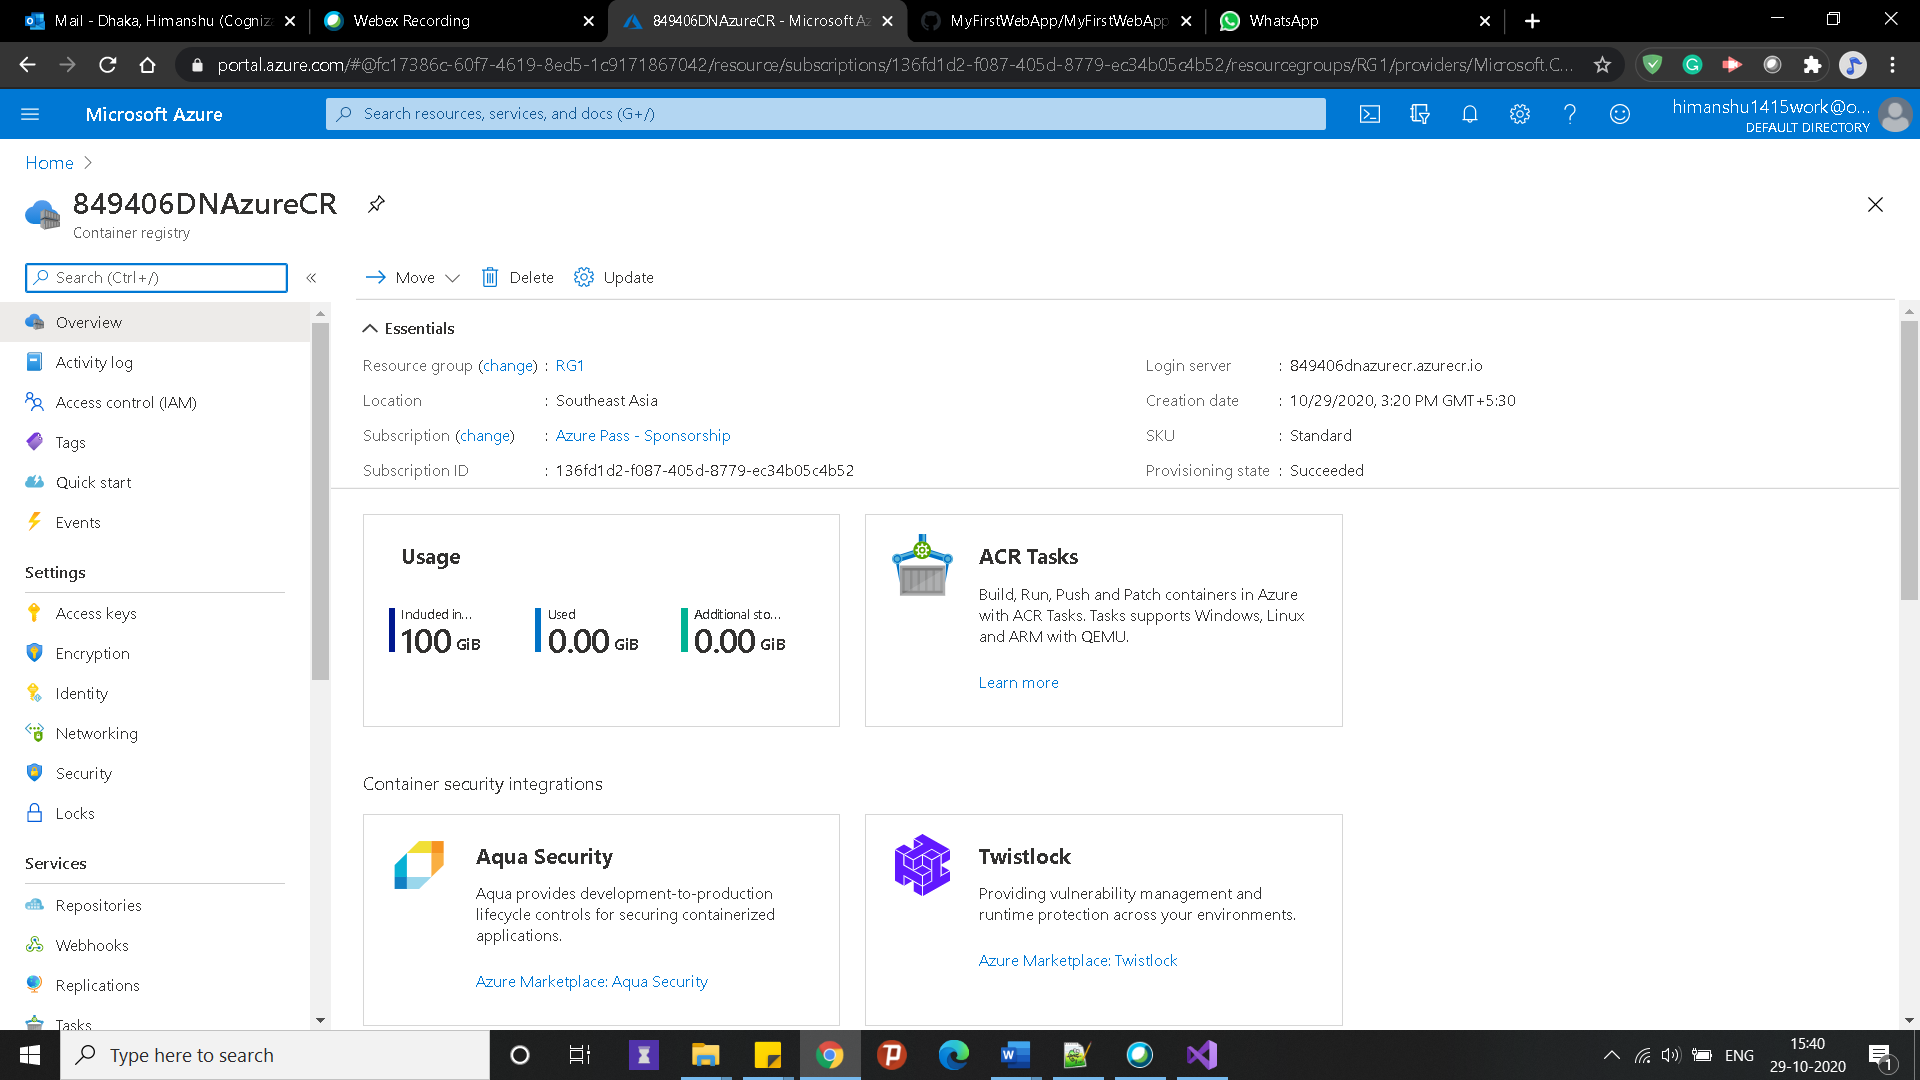 Mail - Dhaka, Himanshu (Cogniz
Webex Recording
849406DNAzureCR - Microsoft Az
MyFirstWebApp/MyFirstWebApp
WhatsApp
portal.azure.com/#@fc17386c-60f7-4619-8ed5-1c9171867042/resource/subscriptions/136fd1d2-f087-405d-8779-ec34b05c4b52/resourcegroups/RG1/providers/Microsoft.C...
Microsoft Azure
Search resources, services, and docs (G+/)
himanshu1415work@o...
DEFAULT DIRECTORY
Home
849406DNAzureCR
Container registry
Search (Ctrl+/)
«
Move
Delete
Update
Overview
Activity log
Access control (IAM)
Tags
Quick start
Events
Settings
Access keys
Encryption
Identity
Networking
Security
Locks
Services
Repositories
Webhooks
Replications
Tasks
Essentials
Resource group (change) : RG1
Location : Southeast Asia
Subscription (change) : Azure Pass - Sponsorship
Subscription ID : 136fd1d2-f087-405d-8779-ec34b05c4b52
Login server : 849406dnazurecr.azurecr.io
Creation date : 10/29/2020, 3:20 PM GMT+5:30
SKU : Standard
Provisioning state : Succeeded
Usage
Included in...
100 GiB
Used
0.00 GiB
Additional sto...
0.00 GiB
ACR Tasks
Build, Run, Push and Patch containers in Azure
with ACR Tasks. Tasks supports Windows, Linux
and ARM with QEMU.
Learn more
Container security integrations
Aqua Security
Aqua provides development-to-production
lifecycle controls for securing containerized
applications.
Azure Marketplace: Aqua Security
Twistlock
Providing vulnerability management and
runtime protection across your environments.
Azure Marketplace: Twistlock
Type here to search
ENG
15:40
29-10-2020
1